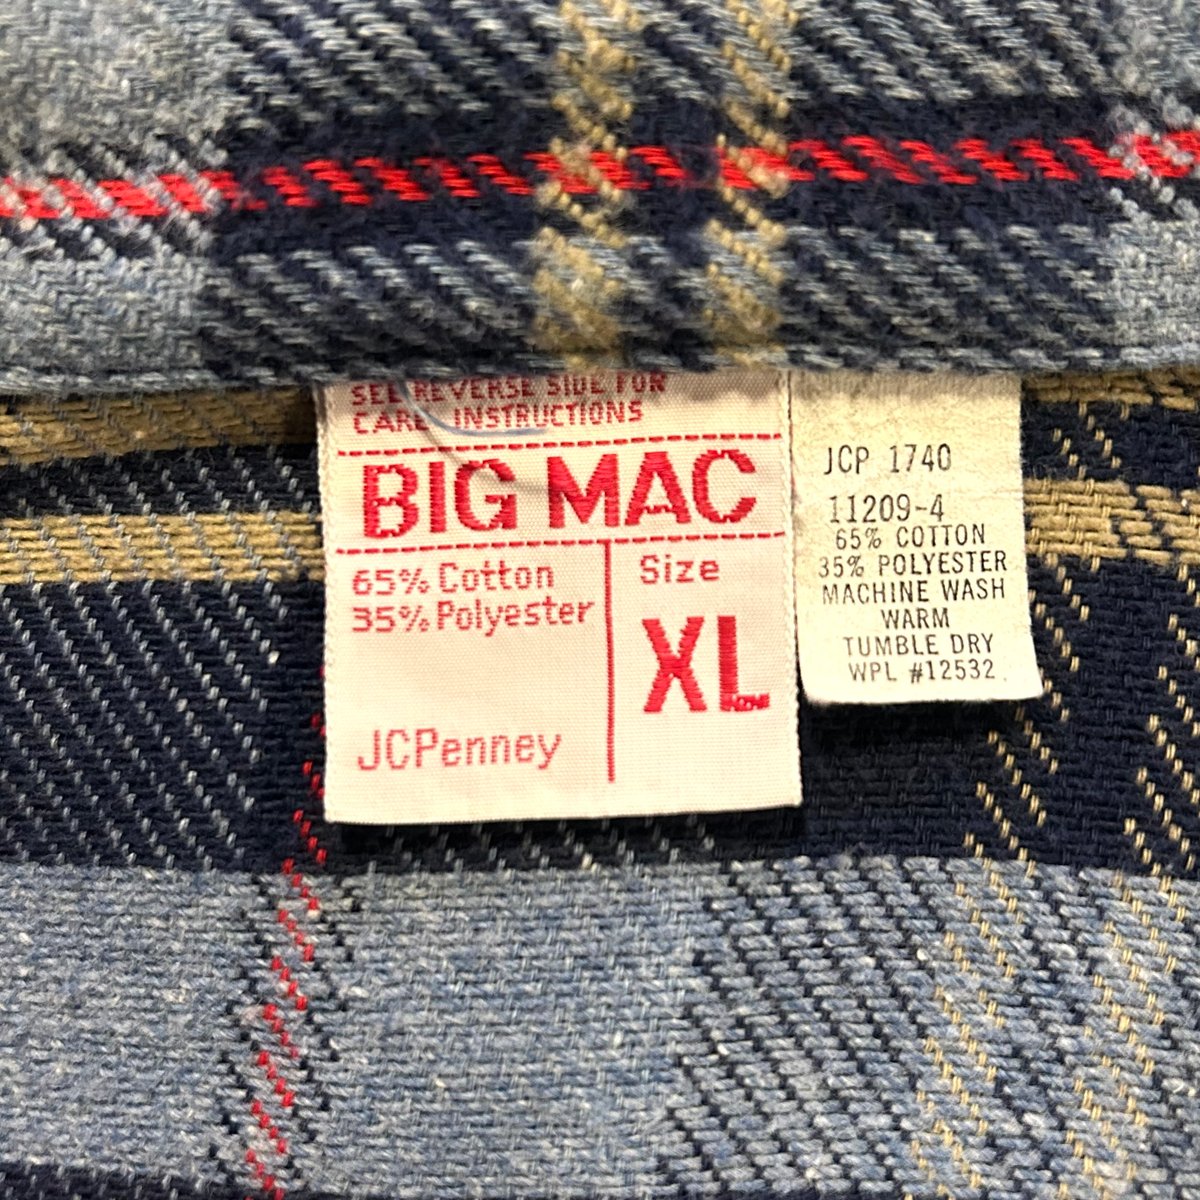 SEE REVERSE SIDE FOR
CARE INSTRUCTIONS
BIG MAC
65% Cotton
35% Polyester
JCPenney
Size
XL
JCP 1740
11209-4
65% COTTON
35% POLYESTER
MACHINE WASH
WARM
TUMBLE DRY
WPL #12532